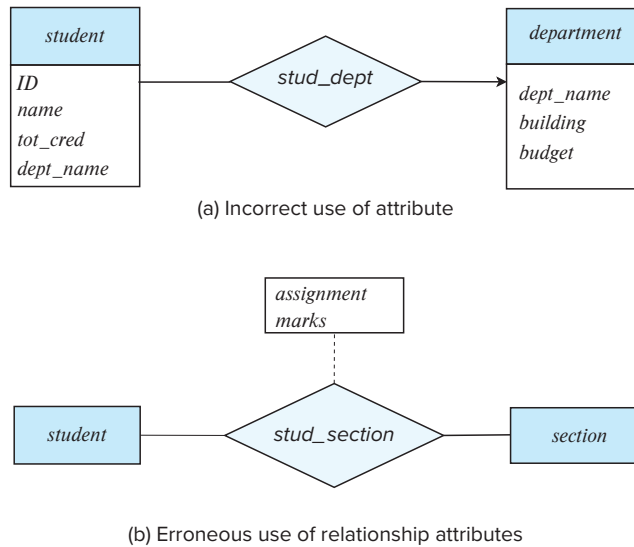 student
ID
name
tot_cred
dept_name
stud_dept
department
dept_name
building
budget
(a) Incorrect use of attribute
assignment
marks
student
stud_section
section
(b) Erroneous use of relationship attributes